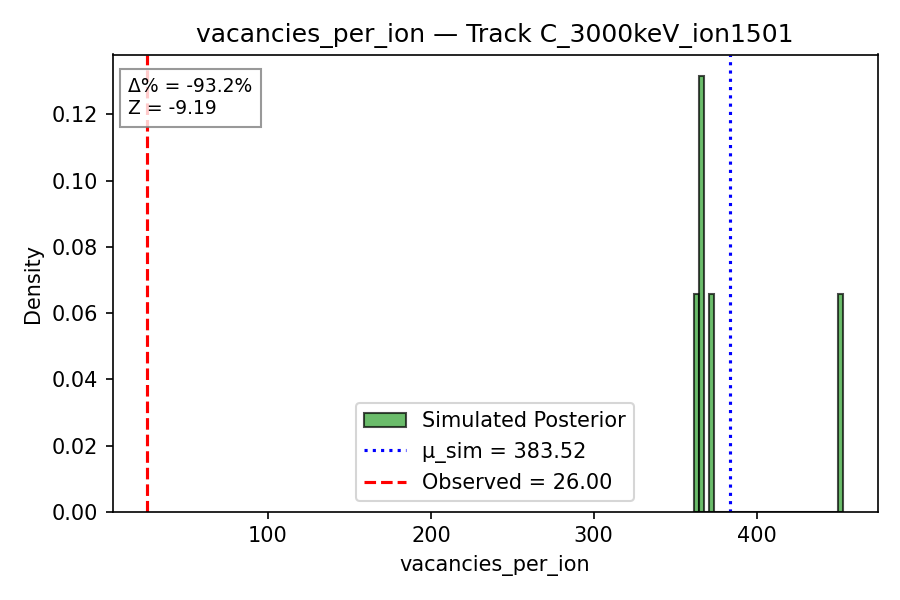 vacancies_per_ion — Track C_3000keV_ion1501
Δ% = -93.2%
Z = -9.19
0.12
0.10
0.08
0.06
0.04
0.02
0.00
Density
Simulated Posterior
μ_sim = 383.52
Observed = 26.00
100
200
300
400
vacancies_per_ion